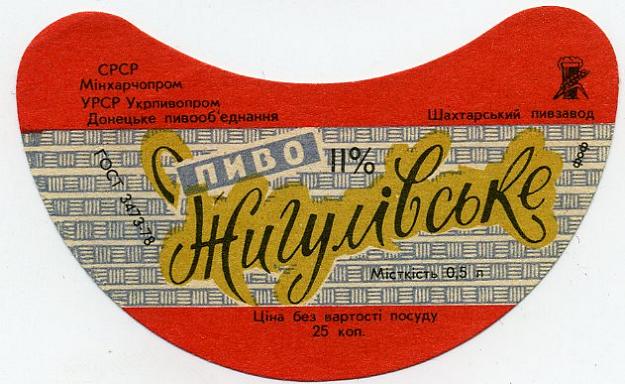 СРСР
Мінхарчопром
УРСР Укрпивопром
Донецьке пивооб'єднання
Шахтарський пивзавод
ГОСТ 3473-78
ПИВО
11%
Жигулівське
Місткість 0,5 л
Ціна без вартості посуду
25 коп.